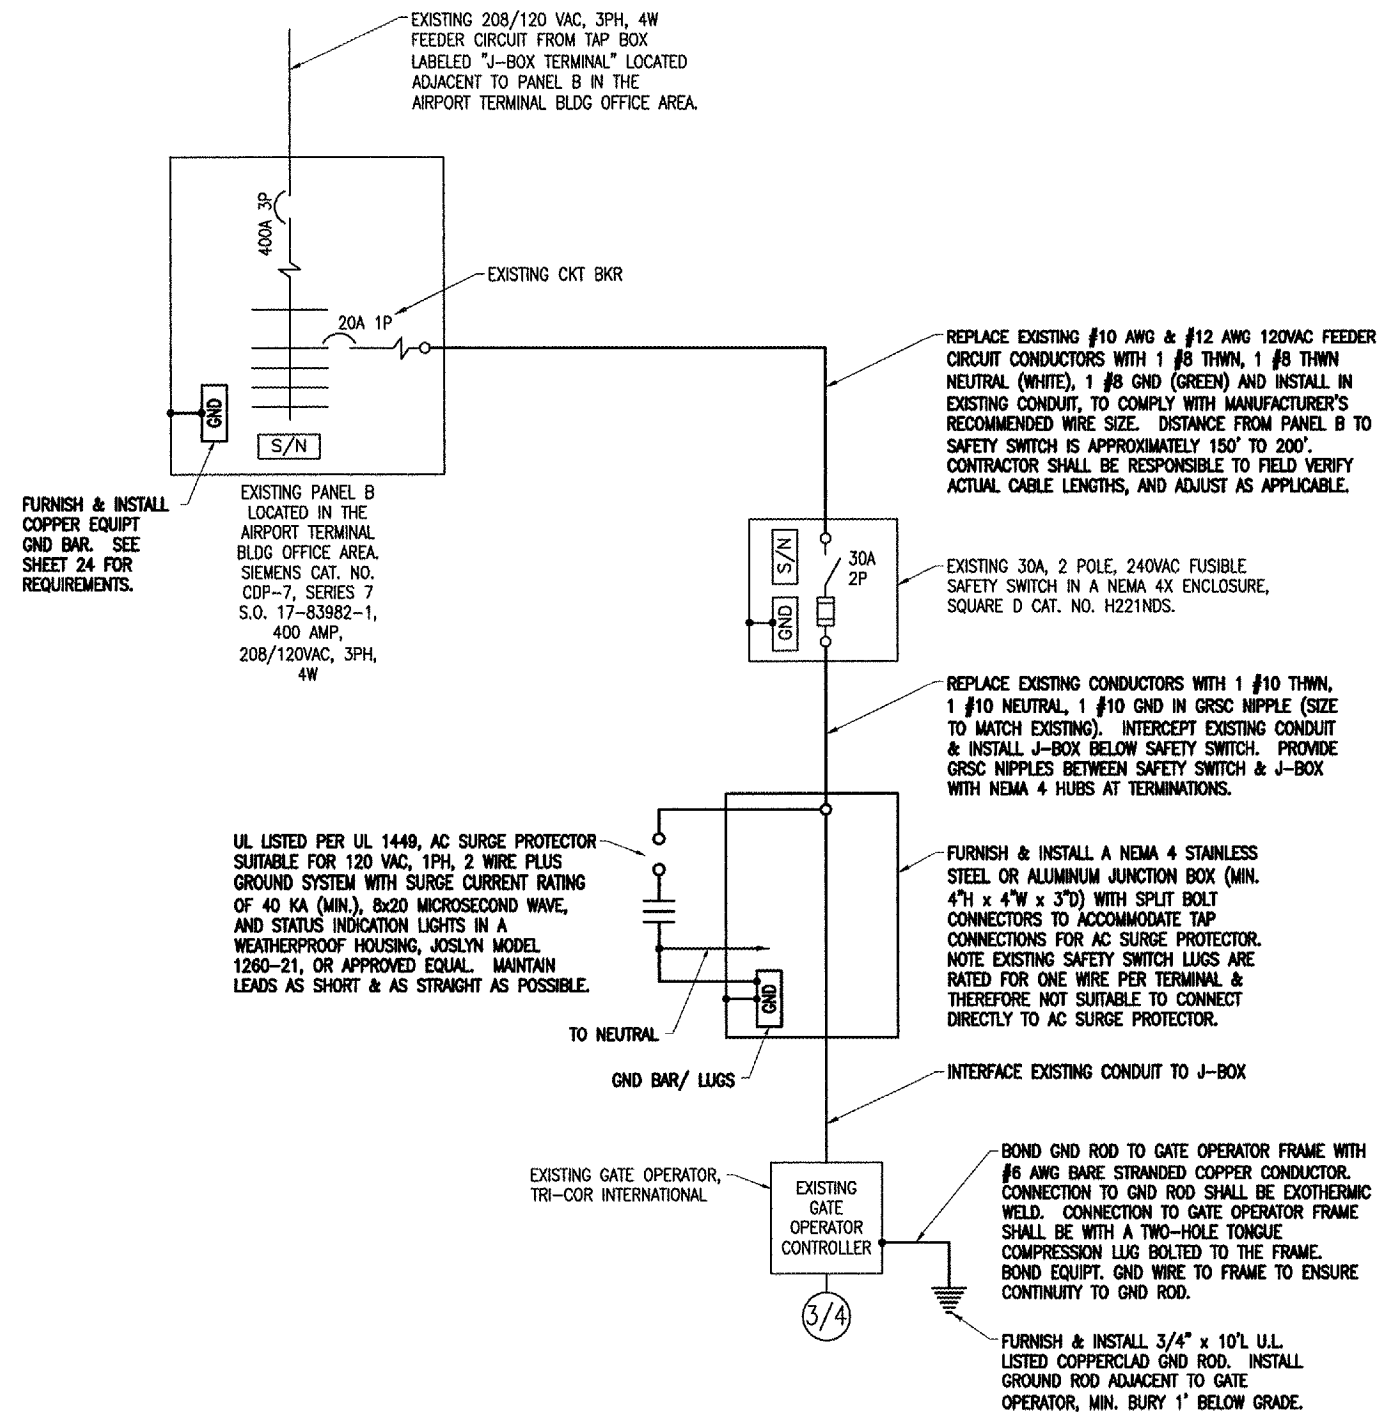 EXISTING 208/120 VAC, 3PH, 4W
FEEDER CIRCUIT FROM TAP BOX
LABELED "J-BOX TERMINAL" LOCATED
ADJACENT TO PANEL B IN THE
AIRPORT TERMINAL BLDG OFFICE AREA.
400A 3P
EXISTING CKT BKR
20A 1P
GND
S/N
FURNISH & INSTALL
COPPER EQUIPT
GND BAR. SEE
SHEET 24 FOR
REQUIREMENTS.
EXISTING PANEL B
LOCATED IN THE
AIRPORT TERMINAL
BLDG OFFICE AREA.
SIEMENS CAT. NO.
CDP-7, SERIES 7
S.O. 17-83982-1,
400 AMP,
208/120VAC, 3PH,
4W
REPLACE EXISTING #10 AWG & #12 AWG 120VAC FEEDER
CIRCUIT CONDUCTORS WITH 1 #8 THWN, 1 #8 THWN
NEUTRAL (WHITE), 1 #8 GND (GREEN) AND INSTALL IN
EXISTING CONDUIT, TO COMPLY WITH MANUFACTURER'S
RECOMMENDED WIRE SIZE. DISTANCE FROM PANEL B TO
SAFETY SWITCH IS APPROXIMATELY 150' TO 200'.
CONTRACTOR SHALL BE RESPONSIBLE TO FIELD VERIFY
ACTUAL CABLE LENGTHS, AND ADJUST AS APPLICABLE.
S/N
30A
2P
GND
EXISTING 30A, 2 POLE, 240VAC FUSIBLE
SAFETY SWITCH IN A NEMA 4X ENCLOSURE,
SQUARE D CAT. NO. H221NDS.
REPLACE EXISTING CONDUCTORS WITH 1 #10 THWN,
1 #10 NEUTRAL, 1 #10 GND IN GRSC NIPPLE (SIZE
TO MATCH EXISTING). INTERCEPT EXISTING CONDUIT
& INSTALL J-BOX BELOW SAFETY SWITCH. PROVIDE
GRSC NIPPLES BETWEEN SAFETY SWITCH & J-BOX
WITH NEMA 4 HUBS AT TERMINATIONS.
UL LISTED PER UL 1449, AC SURGE PROTECTOR
SUITABLE FOR 120 VAC, 1PH, 2 WIRE PLUS
GROUND SYSTEM WITH SURGE CURRENT RATING
OF 40 KA (MIN.), 8x20 MICROSECOND WAVE,
AND STATUS INDICATION LIGHTS IN A
WEATHERPROOF HOUSING, JOSLYN MODEL
1260-21, OR APPROVED EQUAL. MAINTAIN
LEADS AS SHORT & AS STRAIGHT AS POSSIBLE.
FURNISH & INSTALL A NEMA 4 STAINLESS
STEEL OR ALUMINUM JUNCTION BOX (MIN.
4"H x 4"W x 3"D) WITH SPLIT BOLT
CONNECTORS TO ACCOMMODATE TAP
CONNECTIONS FOR AC SURGE PROTECTOR.
NOTE EXISTING SAFETY SWITCH LUGS ARE
RATED FOR ONE WIRE PER TERMINAL &
THEREFORE NOT SUITABLE TO CONNECT
DIRECTLY TO AC SURGE PROTECTOR.
GND
TO NEUTRAL
GND BAR/ LUGS
INTERFACE EXISTING CONDUIT TO J-BOX
EXISTING GATE OPERATOR,
TRI-COR INTERNATIONAL
EXISTING
GATE
OPERATOR
CONTROLLER
3/4
BOND GND ROD TO GATE OPERATOR FRAME WITH
#6 AWG BARE STRANDED COPPER CONDUCTOR.
CONNECTION TO GND ROD SHALL BE EXOTHERMIC
WELD. CONNECTION TO GATE OPERATOR FRAME
SHALL BE WITH A TWO-HOLE TONGUE
COMPRESSION LUG BOLTED TO THE FRAME.
BOND EQUIPT. GND WIRE TO FRAME TO ENSURE
CONTINUITY TO GND ROD.
FURNISH & INSTALL 3/4" x 10'L U.L.
LISTED COPPERCLAD GND ROD. INSTALL
GROUND ROD ADJACENT TO GATE
OPERATOR, MIN. BURY 1' BELOW GRADE.